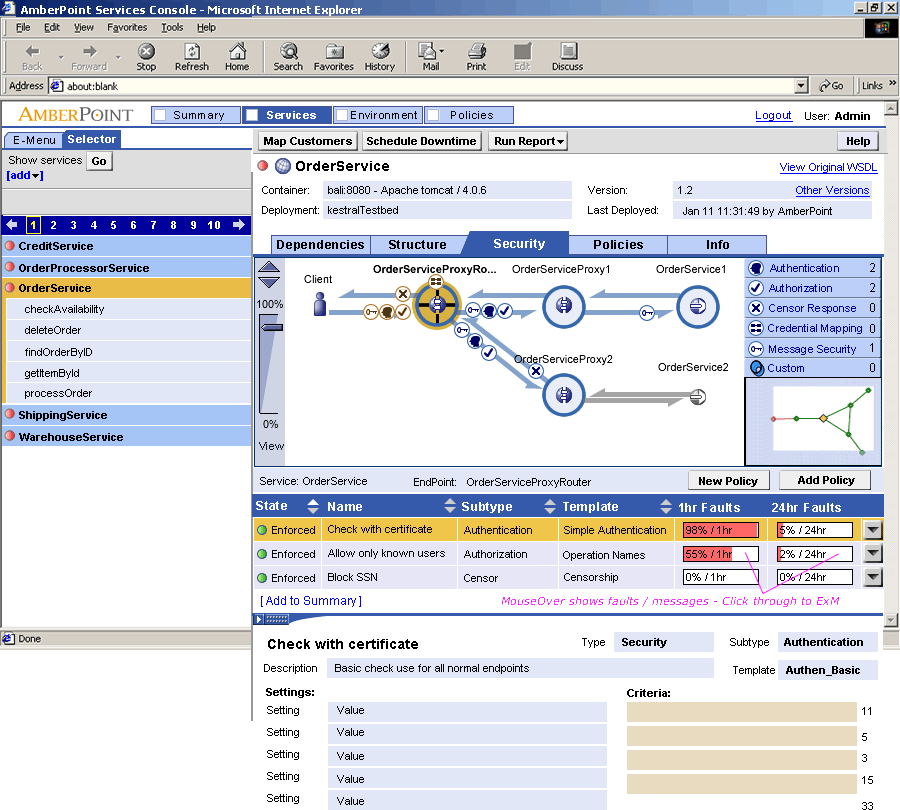 AmberPoint Services Console - Microsoft Internet Explorer
File Edit View Favorites Tools Help
Back Forward Stop Refresh Home Search Favorites History Mail Print Edit Discuss
Address about:blank Go Links »
AMBERPOINT Summary Services Environment Policies Logout User: Admin
E-Menu Selector
Map Customers Schedule Downtime Run Report Help
Show services Go
[add]
OrderService View Original WSDL
Container: bali:8080 - Apache tomcat / 4.0.6 Version: 1.2 Other Versions
Deployment: kestralTestbed Last Deployed: Jan 11 11:31:49 by AmberPoint
1 2 3 4 5 6 7 8 9 10
CreditService
OrderProcessorService
OrderService
checkAvailability
deleteOrder
findOrderByID
getItemById
processOrder
ShippingService
WarehouseService
Dependencies Structure Security Policies Info
100%
0%
View
Client
OrderServiceProxyRo...
OrderServiceProxy1
OrderService1
OrderServiceProxy2
OrderService2
Authentication 2
Authorization 2
Censor Response 0
Credential Mapping 0
Message Security 1
Custom 0
Service: OrderService EndPoint: OrderServiceProxyRouter New Policy Add Policy
State Name Subtype Template 1hr Faults 24hr Faults
Enforced Check with certificate Authentication Simple Authentication 98% / 1hr 5% / 24hr
Enforced Allow only known users Authorization Operation Names 55% / 1hr 2% / 24hr
Enforced Block SSN Censor Censorship 0% / 1hr 0% / 24hr
[Add to Summary] MouseOver shows faults / messages - Click through to ExM
Done
Check with certificate Type Security Subtype Authentication
Description Basic check use for all normal endpoints Template Authen_Basic
Settings: Criteria:
Setting Value 11
Setting Value 5
Setting Value 3
Setting Value 15
Setting Value 33